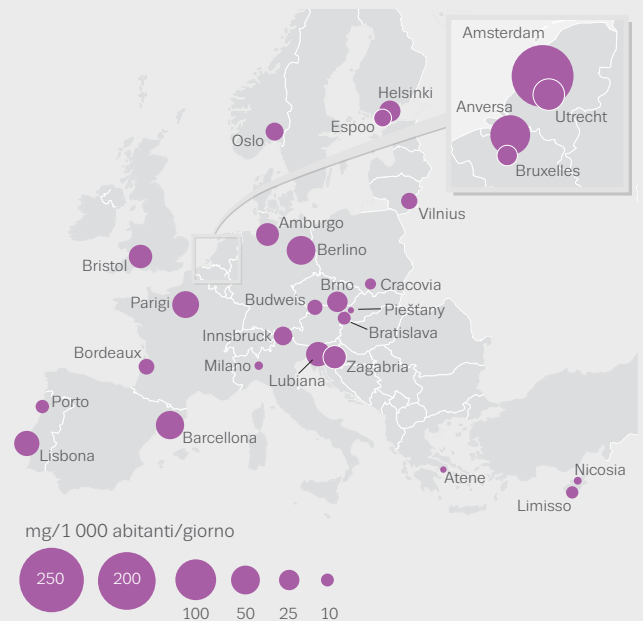 Amsterdam
Utrecht
Anversa
Bruxelles
Helsinki
Espoo
Oslo
Vilnius
Amburgo
Berlino
Bristol
Parigi
Brno
Cracovia
Budweis
Piešťany
Bratislava
Innsbruck
Bordeaux
Milano
Lubiana
Zagabria
Porto
Lisbona
Barcellona
Atene
Nicosia
Limisso
mg/1 000 abitanti/giorno
250
200
100
50
25
10